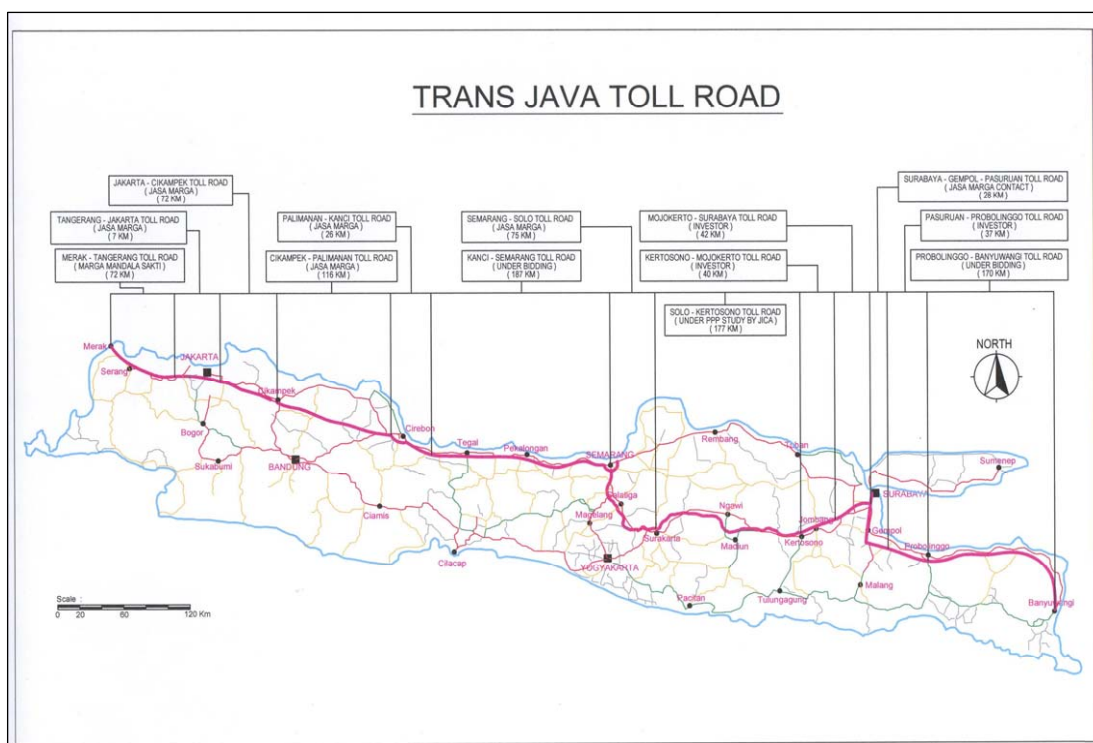 TRANS JAVA TOLL ROAD
JAKARTA - CIKAMPEK TOLL ROAD
( JASA MARGA )
( 72 KM )
SURABAYA - GEMPOL - PASURUAN TOLL ROAD
( JASA MARGA CONTACT )
( 28 KM )
TANGERANG - JAKARTA TOLL ROAD
( JASA MARGA )
( 7 KM )
PALIMANAN - KANCI TOLL ROAD
( JASA MARGA )
( 26 KM )
SEMARANG - SOLO TOLL ROAD
( JASA MARGA )
( 75 KM )
MOJOKERTO - SURABAYA TOLL ROAD
( INVESTOR )
( 42 KM )
PASURUAN - PROBOLINGGO TOLL ROAD
( INVESTOR )
( 37 KM )
MERAK - TANGERANG TOLL ROAD
( MARGA MANDALA SAKTI )
( 72 KM )
CIKAMPEK - PALIMANAN TOLL ROAD
( JASA MARGA )
( 116 KM )
KANCI - SEMARANG TOLL ROAD
( UNDER BIDDING )
( 187 KM )
KERTOSONO - MOJOKERTO TOLL ROAD
( INVESTOR )
( 40 KM )
PROBOLINGGO - BANYUWANGI TOLL ROAD
( UNDER BIDDING )
( 170 KM )
SOLO - KERTOSONO TOLL ROAD
( UNDER PPP STUDY BY JICA )
( 177 KM )
NORTH
Merak
JAKARTA
Serang
Cikampek
Bogor
Cirebon
Sukabumi
BANDUNG
Tegal
Pekalongan
SEMARANG
Rembang
Tuban
Sumenep
SURABAYA
Ciamis
Salatiga
Magelang
Ngawi
Jombang
Gempol
Surakarta
Madiun
Kertosono
Probolinggo
Cilacap
YOGYAKARTA
Malang
Pacitan
Tulungagung
Banyuwangi
Scale :
0 20 60 120 Km